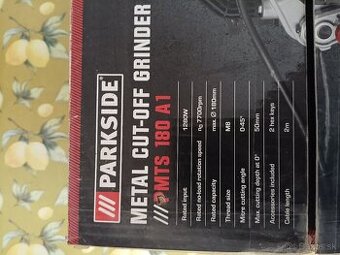 /// PARKSIDE®
METAL CUT-OFF GRINDER
///PMTS 180 A1
Rated input 1280W
Rated no-load rotation speed n₀ 7700rpm
Rated capacity max. Ø 180mm
Thread size M8
Mitre cutting angle 0-45°
Max. cutting depth at 0° 50mm
Accessories included 2 hex keys
Cable length 2m